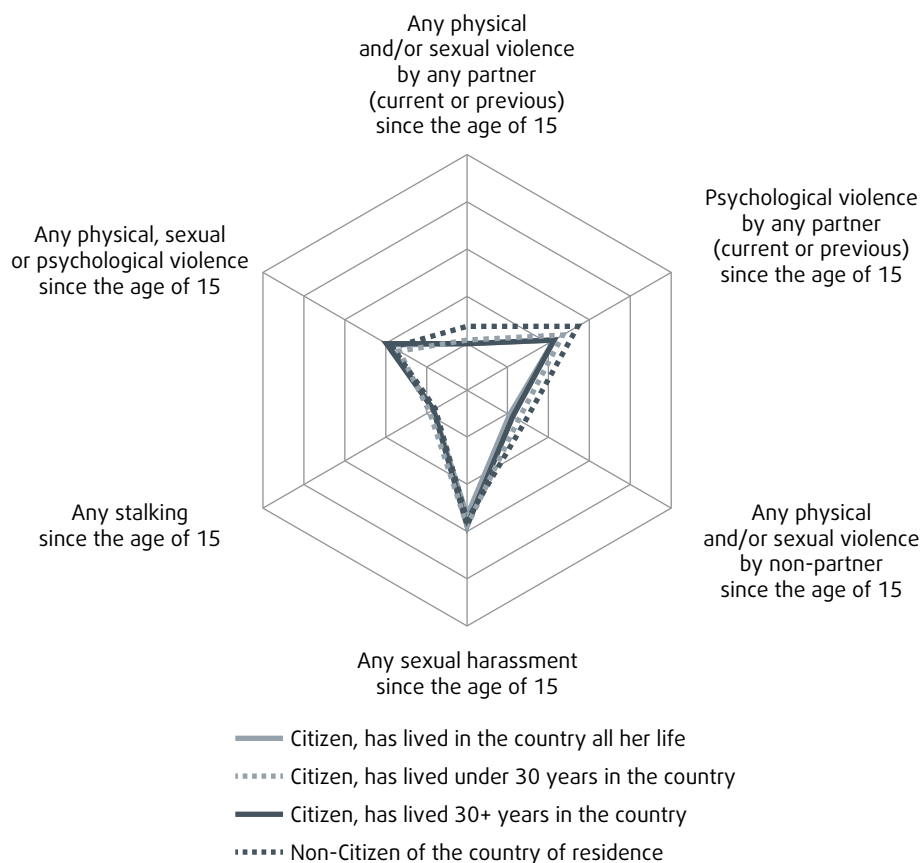 Any physical
and/or sexual violence
by any partner
(current or previous)
since the age of 15
Psychological violence
by any partner
(current or previous)
since the age of 15
Any physical, sexual
or psychological violence
since the age of 15
Any stalking
since the age of 15
Any physical
and/or sexual violence
by non-partner
since the age of 15
Any sexual harassment
since the age of 15
Citizen, has lived in the country all her life
Citizen, has lived under 30 years in the country
Citizen, has lived 30+ years in the country
Non-Citizen of the country of residence